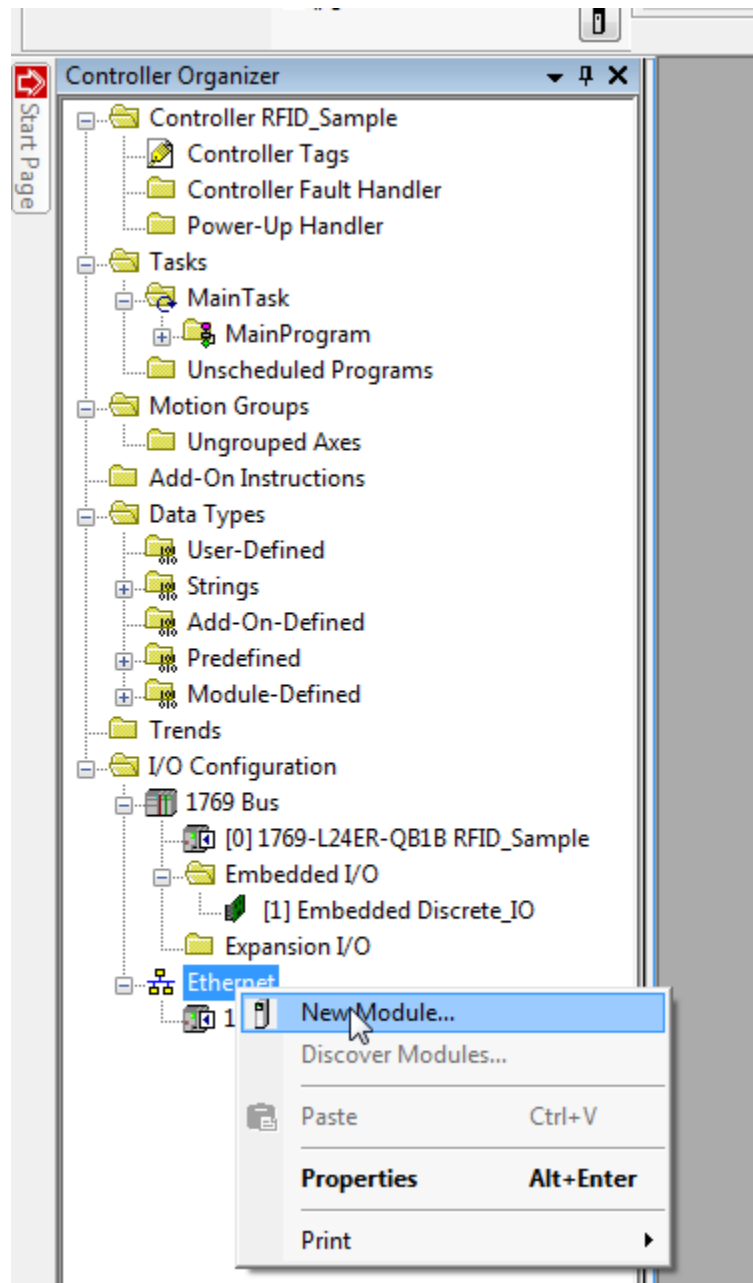 Start Page
Controller Organizer
Controller RFID_Sample
Controller Tags
Controller Fault Handler
Power-Up Handler
Tasks
MainTask
MainProgram
Unscheduled Programs
Motion Groups
Ungrouped Axes
Add-On Instructions
Data Types
User-Defined
Strings
Add-On-Defined
Predefined
Module-Defined
Trends
I/O Configuration
1769 Bus
[0] 1769-L24ER-QB1B RFID_Sample
Embedded I/O
[1] Embedded Discrete_IO
Expansion I/O
Ethernet
1
New Module...
Discover Modules...
Paste Ctrl+V
Properties Alt+Enter
Print